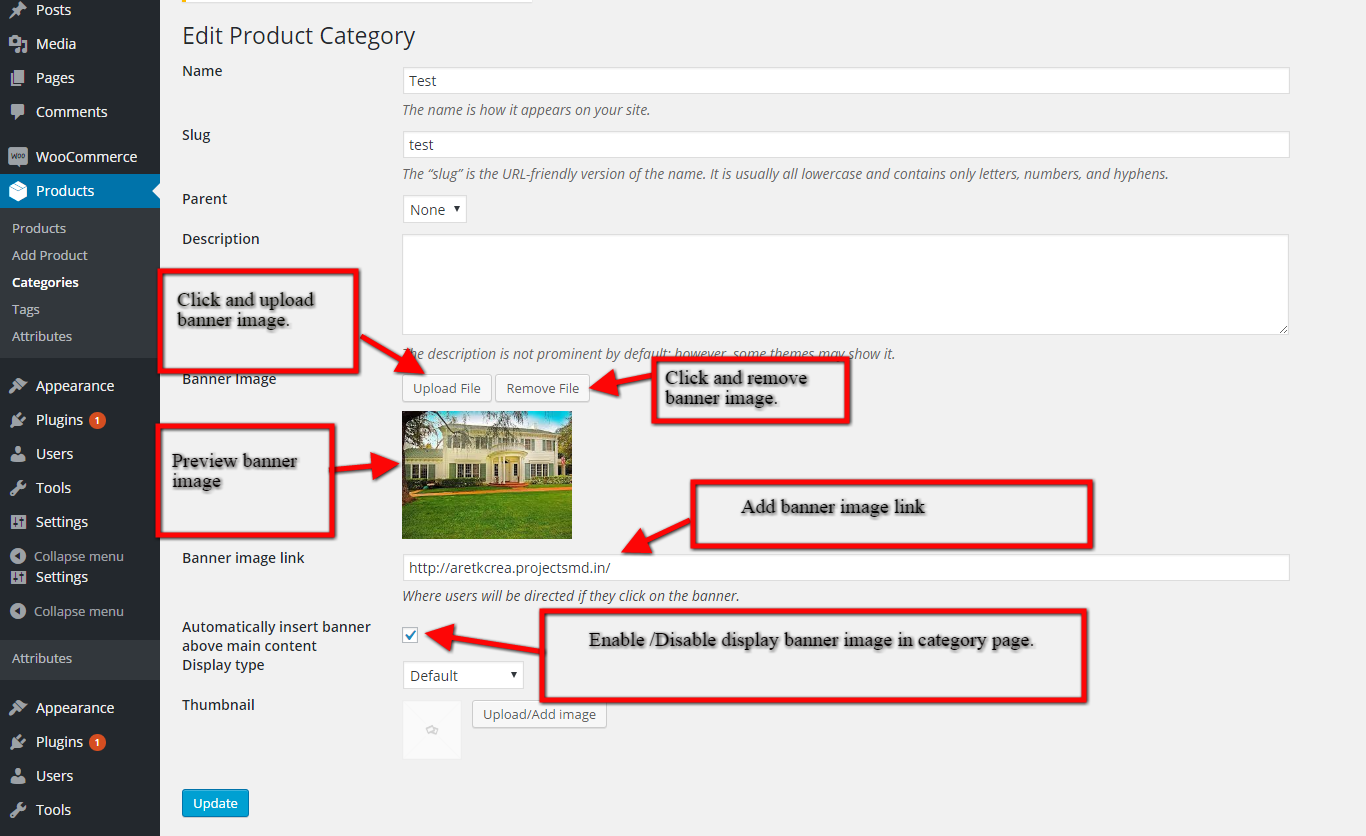 Posts
Media
Pages
Comments
WOO
WooCommerce
Products
Products
Add Product
Categories
Tags
Attributes
Appearance
Plugins 1
Users
Tools
Settings
Collapse menu
Settings
Collapse menu
Attributes
Appearance
Plugins 1
Users
Tools
Edit Product Category
Name
Test
The name is how it appears on your site.
Slug
test
The “slug” is the URL-friendly version of the name. It is usually all lowercase and contains only letters, numbers, and hyphens.
Parent
None
Description
Click and upload
banner image.
The description is not prominent by default; however, some themes may show it.
Banner Image
Upload File
Remove File
Click and remove
banner image.
Preview banner
image
Add banner image link
Banner image link
http://aretkcrea.projectsmd.in/
Where users will be directed if they click on the banner.
Automatically insert banner
above main content
Enable /Disable display banner image in category page.
Display type
Default
Thumbnail
Upload/Add image
Update